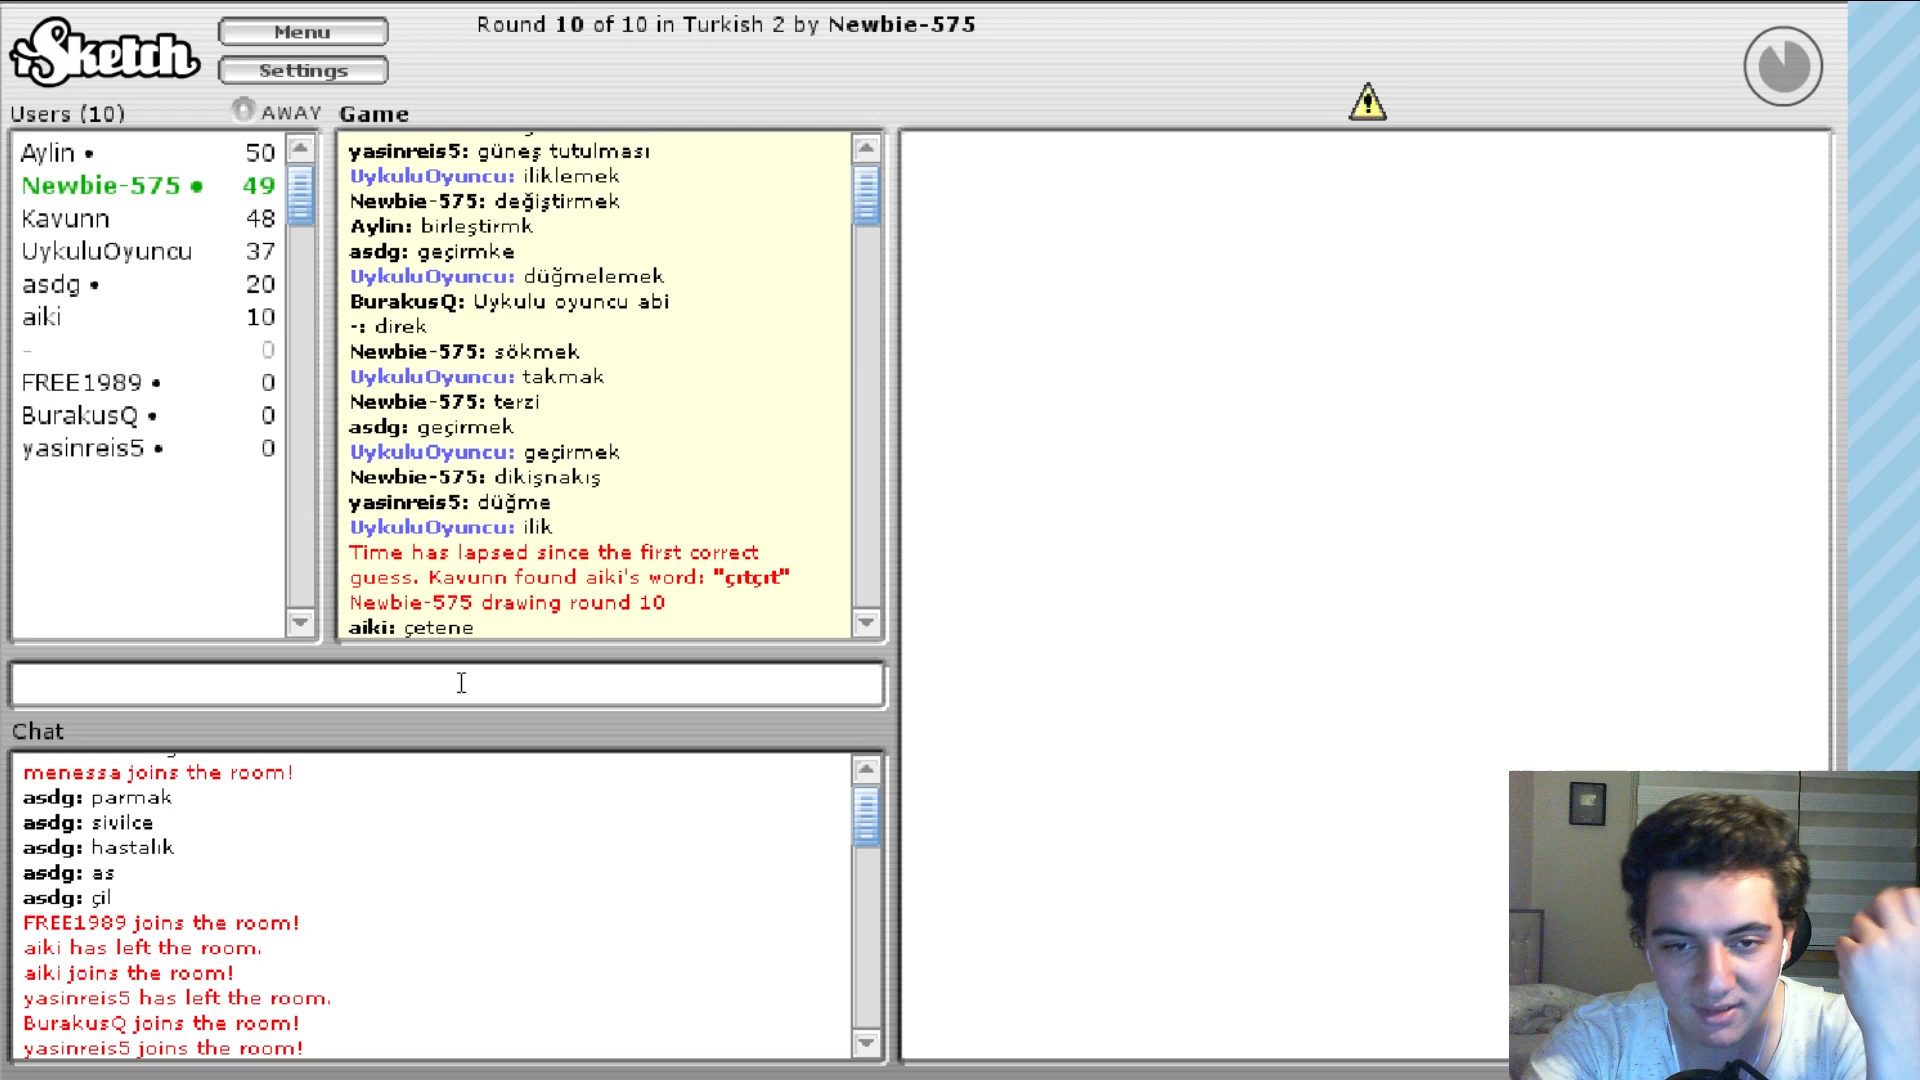 iSketch
Menu
Settings
Round 10 of 10 in Turkish 2 by Newbie-575
Users (10)
AWAY
Aylin • 50
Newbie-575 • 49
Kavunn 48
UykuluOyuncu 37
asdg • 20
aiki 10
- 0
FREE1989 • 0
BurakusQ • 0
yasinreis5 • 0
Game
yasinreis5: güneş tutulması
UykuluOyuncu: iliklemek
Newbie-575: değiştirmek
Aylin: birleştirmk
asdg: geçirmke
UykuluOyuncu: düğmelemek
BurakusQ: Uykulu oyuncu abi
-: direk
Newbie-575: sökmek
UykuluOyuncu: takmak
Newbie-575: terzi
asdg: geçirmek
UykuluOyuncu: geçirmek
Newbie-575: dikişnakış
yasinreis5: düğme
UykuluOyuncu: ilik
Time has lapsed since the first correct
guess. Kavunn found aiki's word: "çıtçıt"
Newbie-575 drawing round 10
aiki: çetene
Chat
menessa joins the room!
asdg: parmak
asdg: sivilce
asdg: hastalık
asdg: as
asdg: çil
FREE1989 joins the room!
aiki has left the room.
aiki joins the room!
yasinreis5 has left the room.
BurakusQ joins the room!
yasinreis5 joins the room!